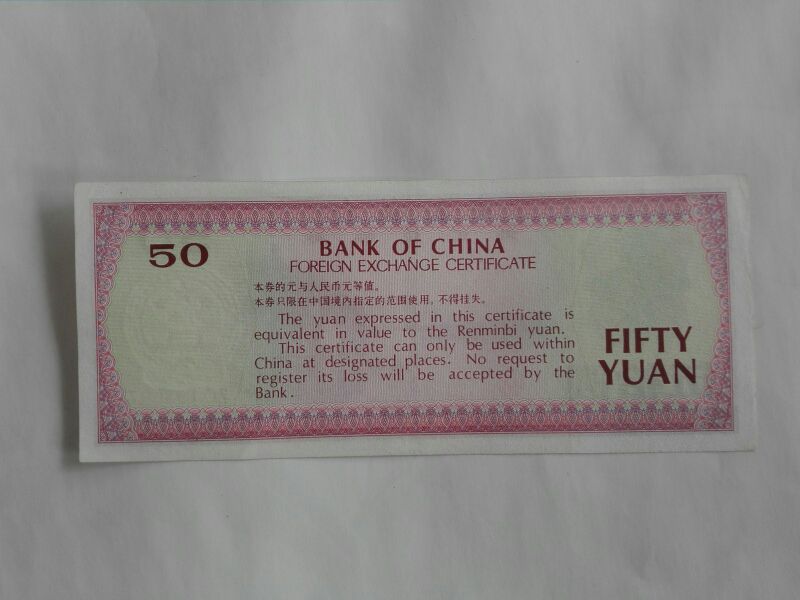 50
BANK OF CHINA
FOREIGN EXCHANGE CERTIFICATE
本券的元与人民币元等值。
本券只限在中国境内指定的范围使用，不得挂失。
The yuan expressed in this certificate is
equivalent in value to the Renminbi yuan.
This certificate can only be used within
China at designated places. No request to
register its loss will be accepted by the
Bank.
FIFTY
YUAN